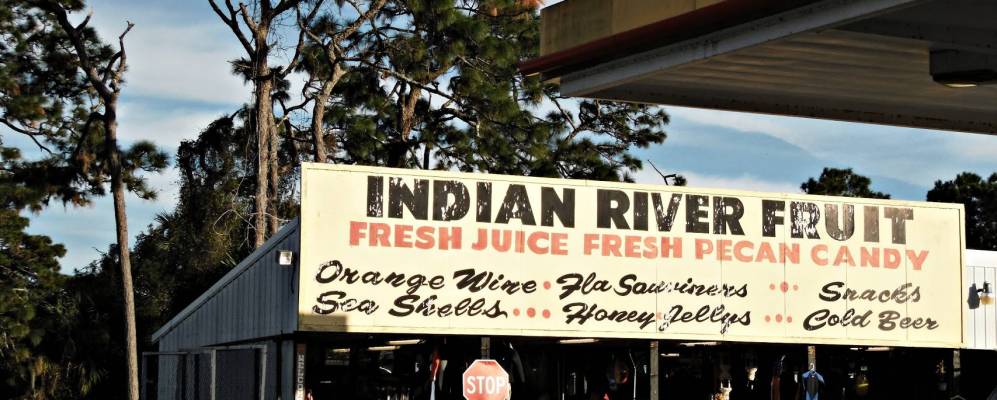 INDIAN RIVER FRUIT
FRESH JUICE FRESH PECAN CANDY
Orange Wine • Fla Souviners •• Snacks
Sea Shells ••• Honey Jellys ••• Cold Beer
STOP